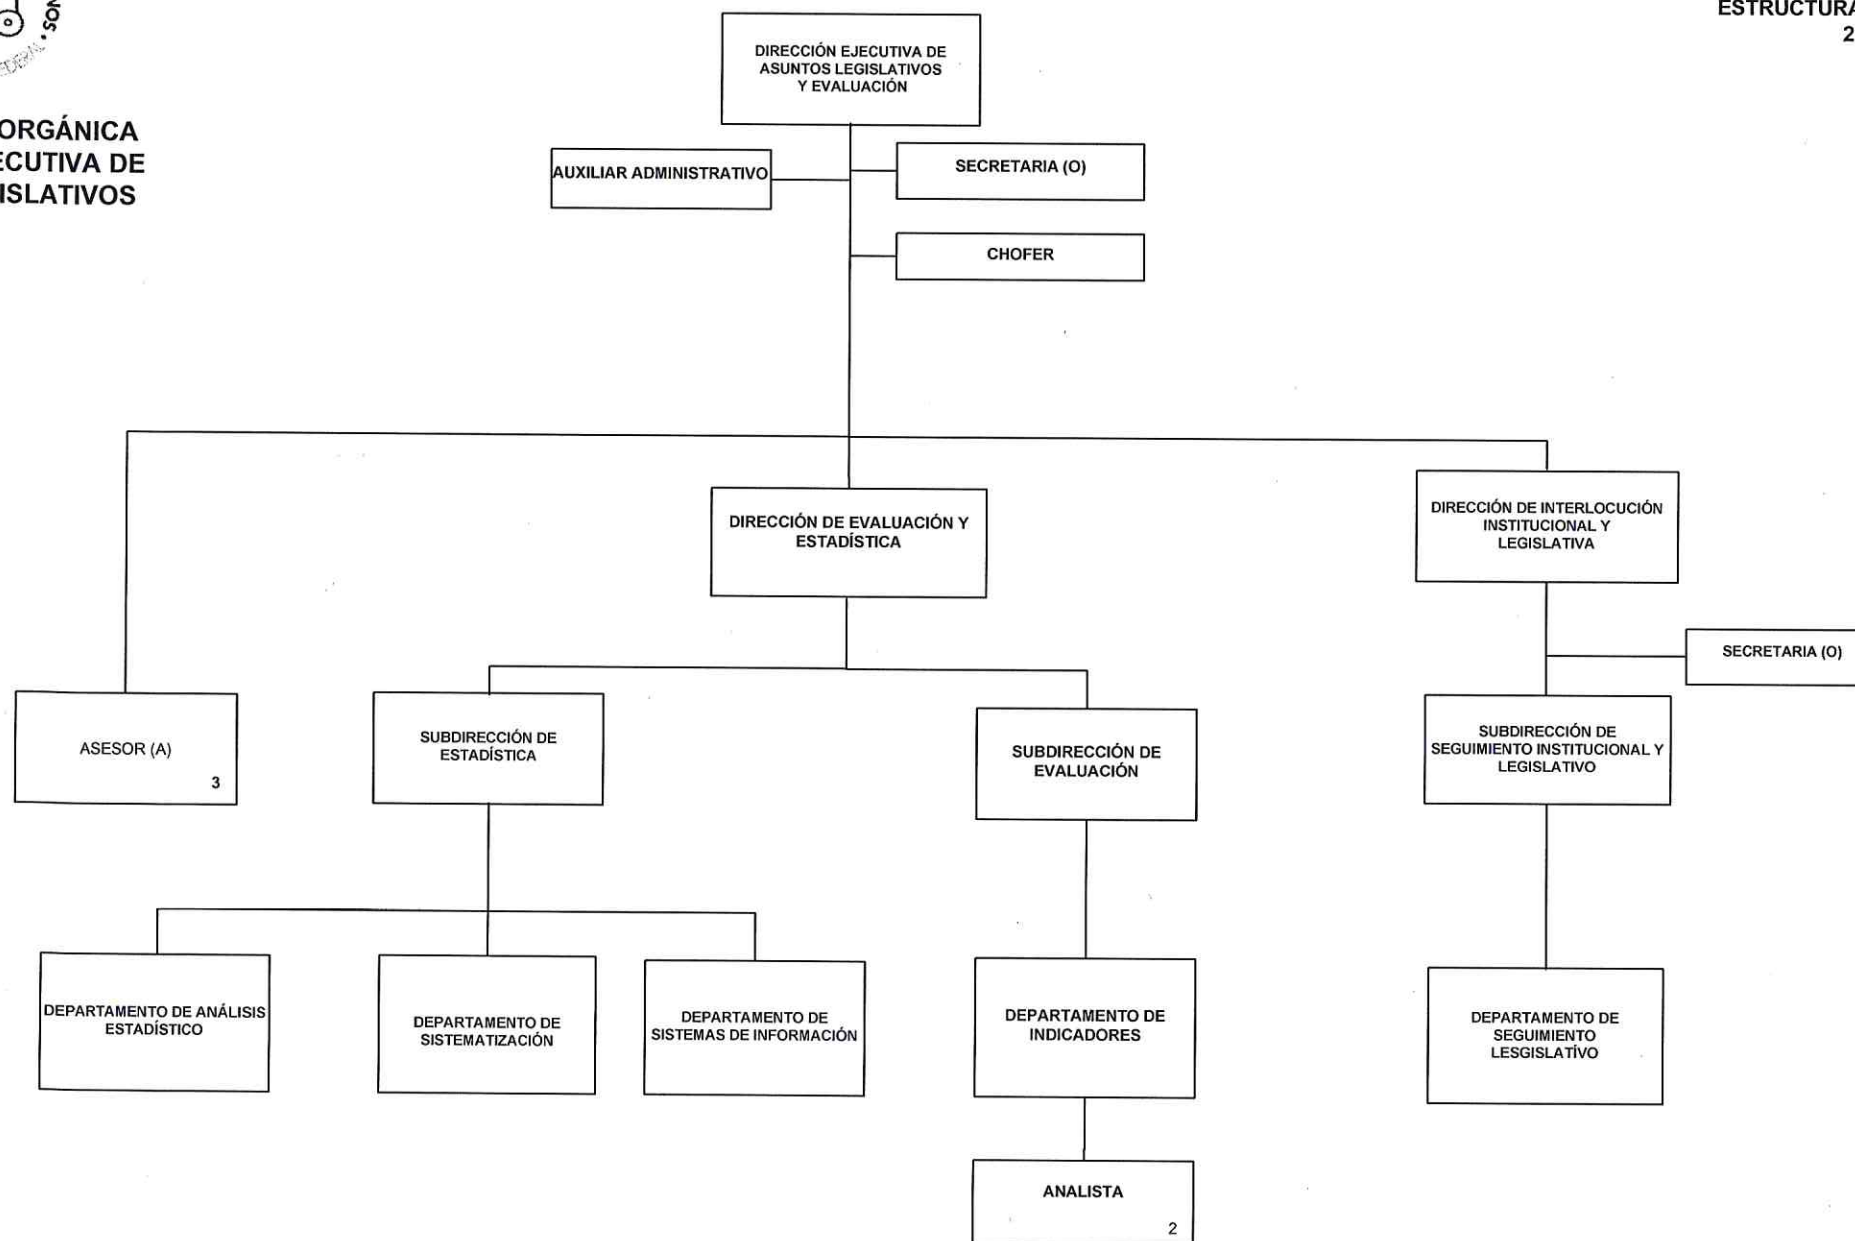 ESTRUCTURA
2
ORGÁNICA
ECUTIVA DE
ISLATIVOS
DIRECCIÓN EJECUTIVA DE
ASUNTOS LEGISLATIVOS
Y EVALUACIÓN
AUXILIAR ADMINISTRATIVO
SECRETARIA (O)
CHOFER
DIRECCIÓN DE EVALUACIÓN Y
ESTADÍSTICA
DIRECCIÓN DE INTERLOCUCIÓN
INSTITUCIONAL Y
LEGISLATIVA
SECRETARIA (O)
ASESOR (A)
3
SUBDIRECCIÓN DE
ESTADÍSTICA
SUBDIRECCIÓN DE
EVALUACIÓN
SUBDIRECCIÓN DE
SEGUIMIENTO INSTITUCIONAL Y
LEGISLATIVO
DEPARTAMENTO DE ANÁLISIS
ESTADÍSTICO
DEPARTAMENTO DE
SISTEMATIZACIÓN
DEPARTAMENTO DE
SISTEMAS DE INFORMACIÓN
DEPARTAMENTO DE
INDICADORES
DEPARTAMENTO DE
SEGUIMIENTO
LESGISLATÍVO
ANALISTA
2